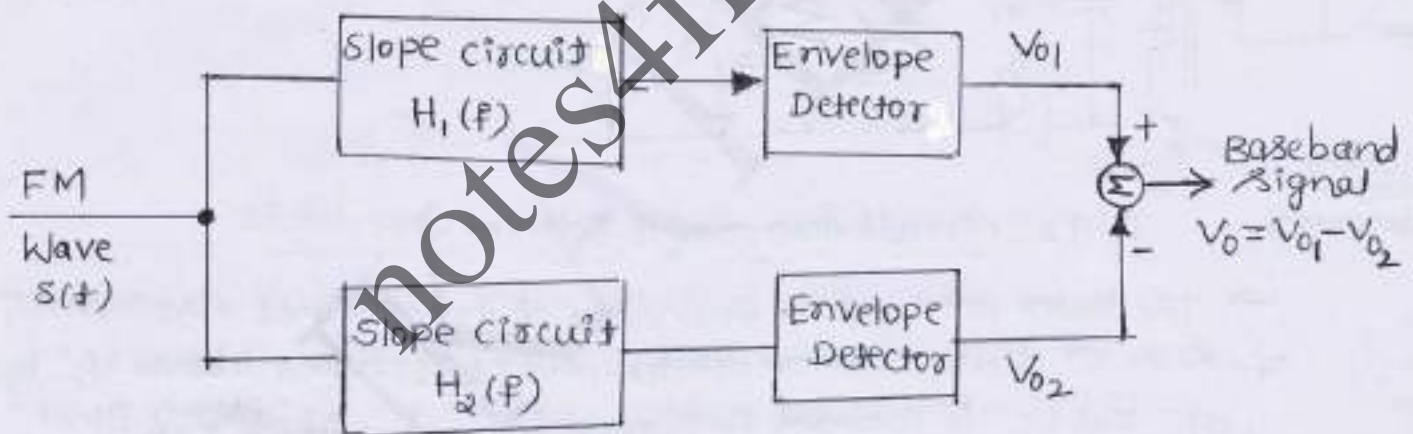 Slope circuit
H₁(f)
Envelope
Detector
V₀₁
+
Σ
Baseband
Signal
V₀ = V₀₁ - V₀₂
-
FM
Wave
S(t)
Slope circuit
H₂(f)
Envelope
Detector
V₀₂
notes4